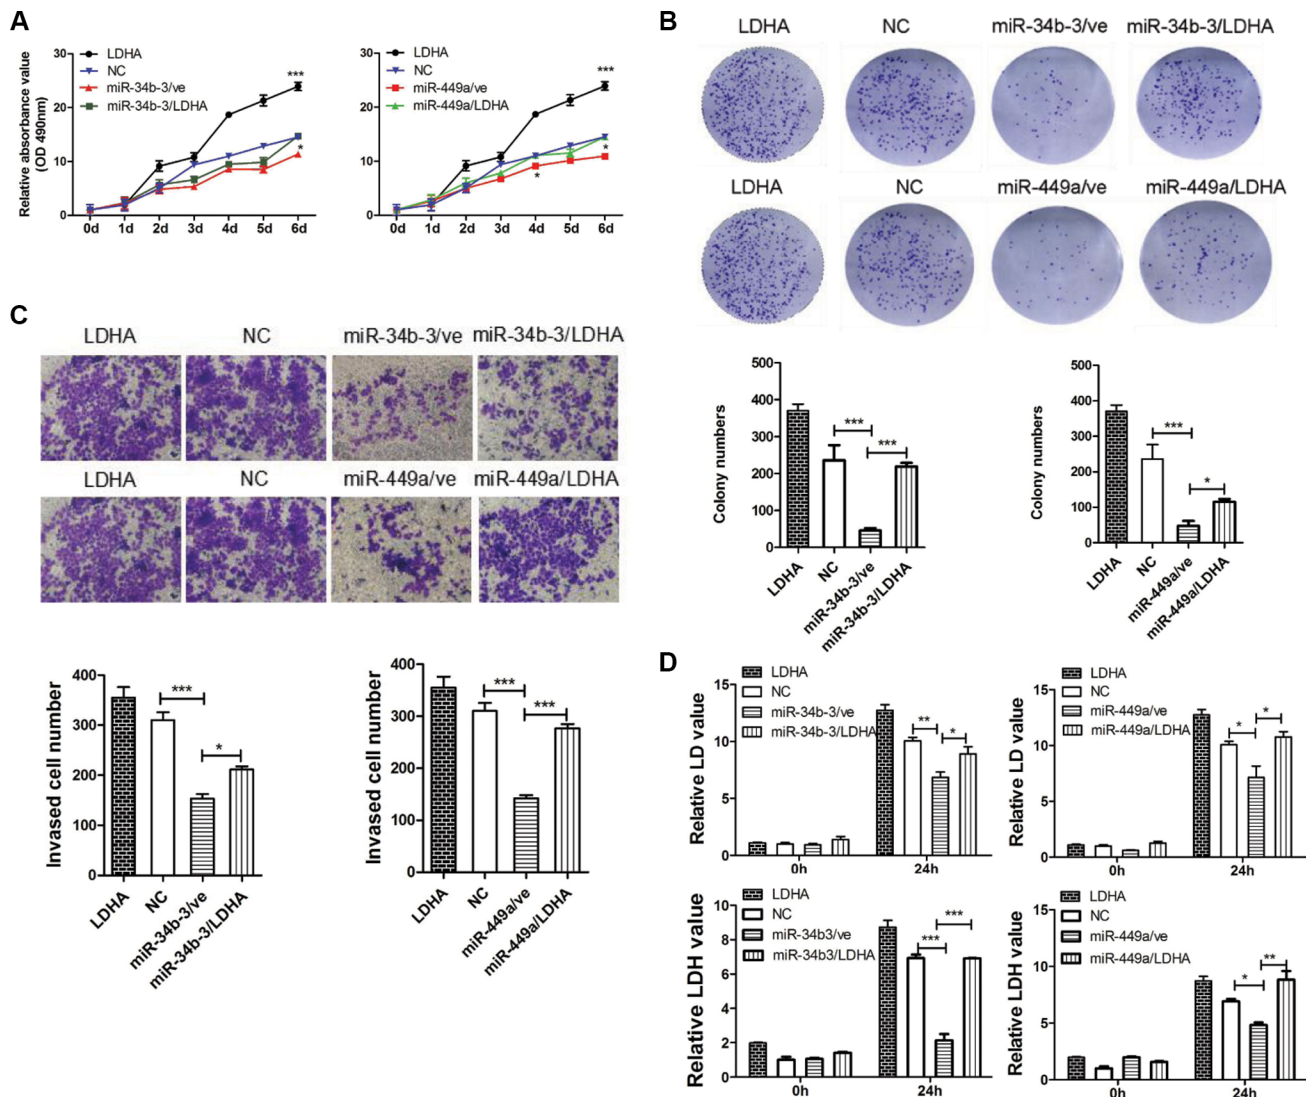 A
Relative absorbance value
(OD 490nm)
30
20
10
0
0d 1d 2d 3d 4d 5d 6d
LDHA
NC
miR-34b-3/ve
miR-34b-3/LDHA
***
*
30
20
10
0
0d 1d 2d 3d 4d 5d 6d
LDHA
NC
miR-449a/ve
miR-449a/LDHA
***
*
*
B
LDHA NC miR-34b-3/ve miR-34b-3/LDHA
LDHA NC miR-449a/ve miR-449a/LDHA
Colony numbers
500
400
300
200
100
0
***
***
LDHA
NC
miR-34b-3/ve
miR-34b-3/LDHA
Colony numbers
500
400
300
200
100
0
***
*
LDHA
NC
miR-449a/ve
miR-449a/LDHA
C
LDHA NC miR-34b-3/ve miR-34b-3/LDHA
LDHA NC miR-449a/ve miR-449a/LDHA
Invased cell number
400
300
200
100
0
***
*
LDHA
NC
miR-34b-3/ve
miR-34b-3/LDHA
Invased cell number
400
300
200
100
0
***
***
LDHA
NC
miR-449a/ve
miR-449a/LDHA
D
Relative LD value
15
10
5
0
LDHA
NC
miR-34b-3/ve
miR-34b-3/LDHA
**
*
0h 24h
Relative LD value
15
10
5
0
LDHA
NC
miR-449a/ve
miR-449a/LDHA
*
*
0h 24h
Relative LDH value
10
8
6
4
2
0
LDHA
NC
miR-34b3/ve
miR-34b3/LDHA
***
***
0h 24h
Relative LDH value
15
10
5
0
LDHA
NC
miR-449a/ve
miR-449a/LDHA
*
**
0h 24h